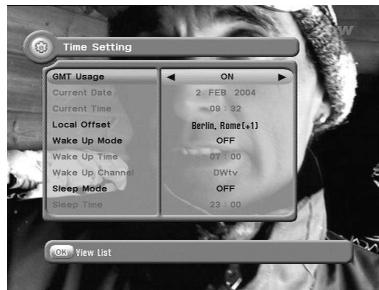 Time Setting
GMT Usage ON
Current Date 2 FEB 2004
Current Time 09 : 32
Local Offset Berlin, Rome(+1)
Wake Up Mode OFF
Wake Up Time 07 : 00
Wake Up Channel DWtv
Sleep Mode OFF
Sleep Time 23 : 00
OK View List